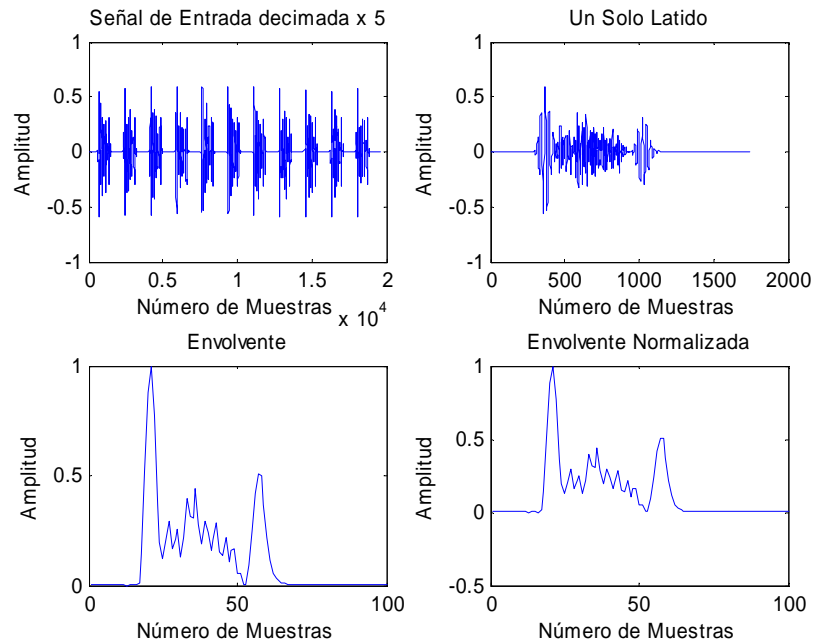 Señal de Entrada decimada x 5
1
0.5
0
-0.5
-1
Amplitud
0 0.5 1 1.5 2
Número de Muestras
x 10^4
Un Solo Latido
1
0.5
0
-0.5
-1
Amplitud
0 500 1000 1500 2000
Número de Muestras
Envolvente
1
0.5
0
Amplitud
0 50 100
Número de Muestras
Envolvente Normalizada
1
0.5
0
-0.5
Amplitud
0 50 100
Número de Muestras